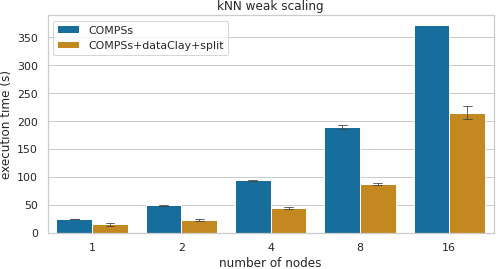 kNN weak scaling
COMPSs
COMPSs+dataClay+split
execution time (s)
350
300
250
200
150
100
50
0
1 2 4 8 16
number of nodes